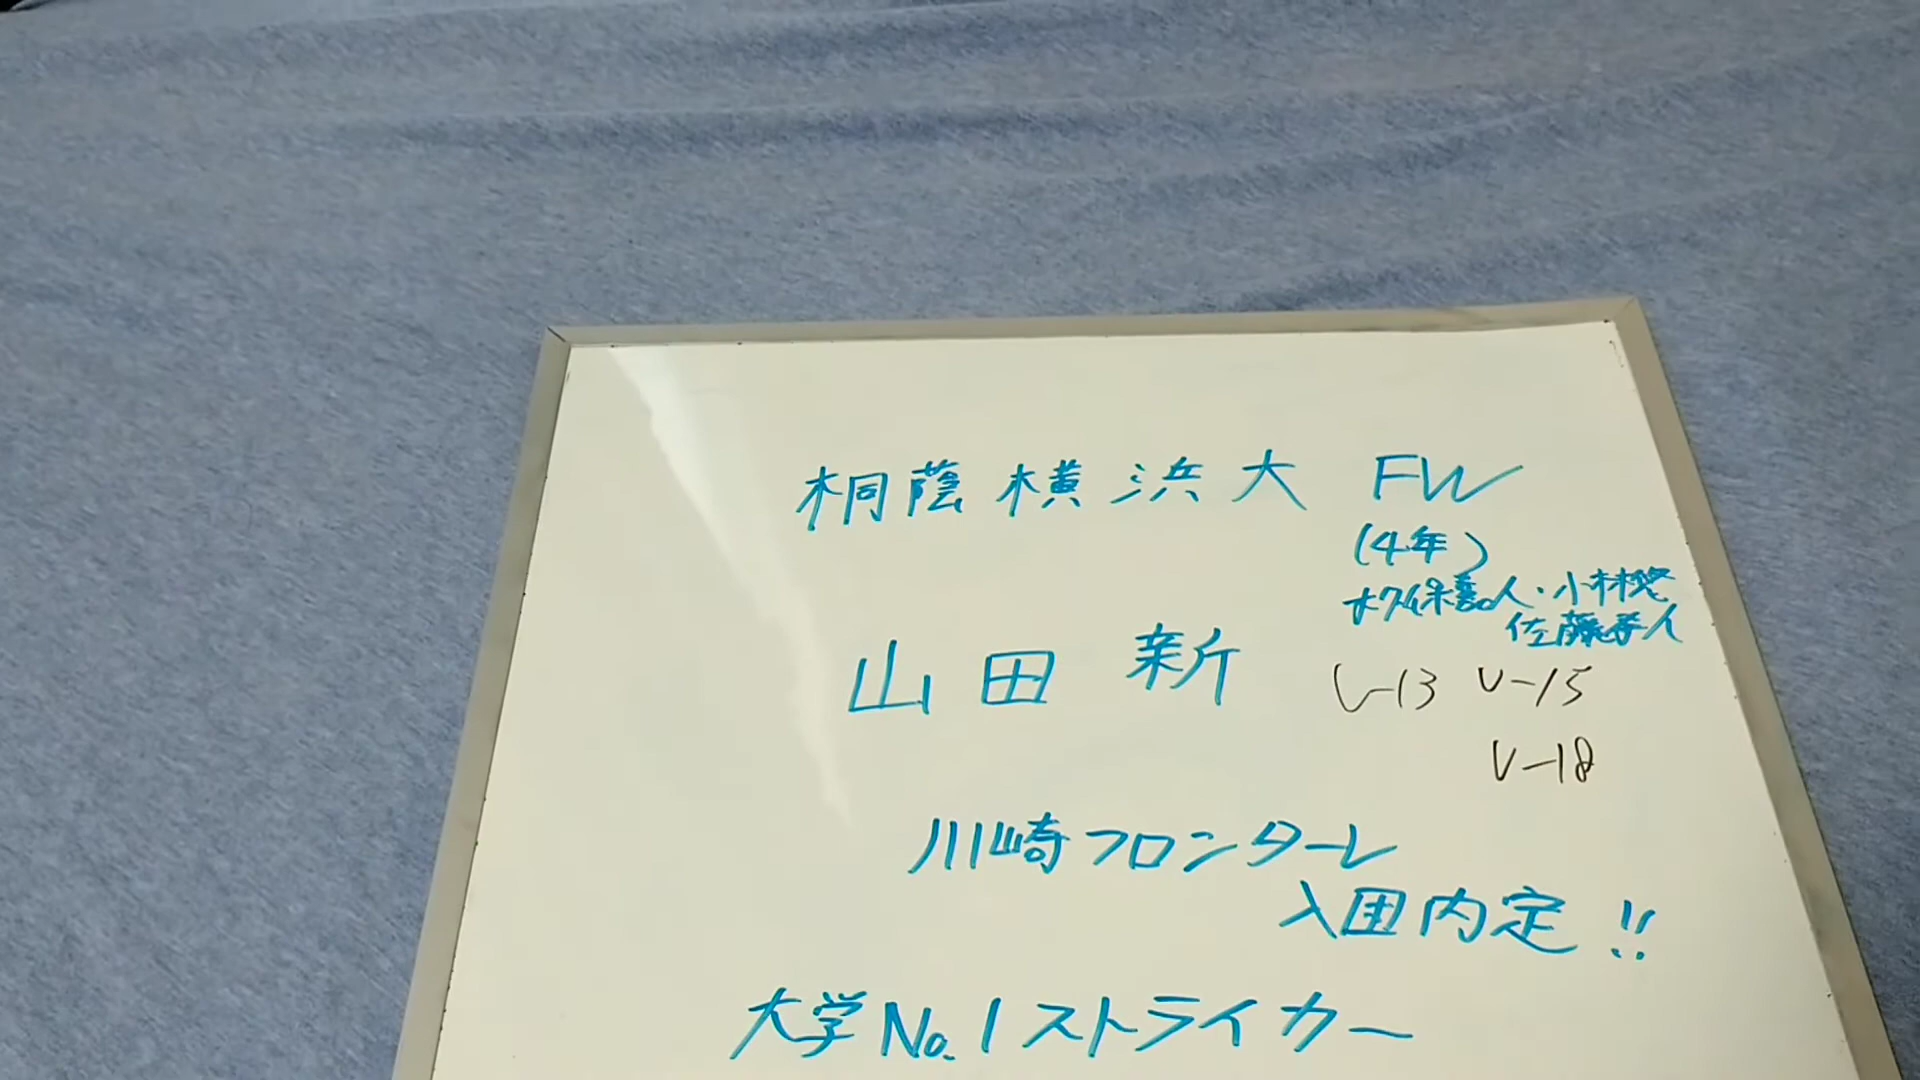 桐蔭横浜大 FW
(4年)
大久保嘉人・小林悠
佐藤寿人
山田新
U-13 U-15
U-18
川崎フロンターレ
入団内定!!
大学No.1ストライカー